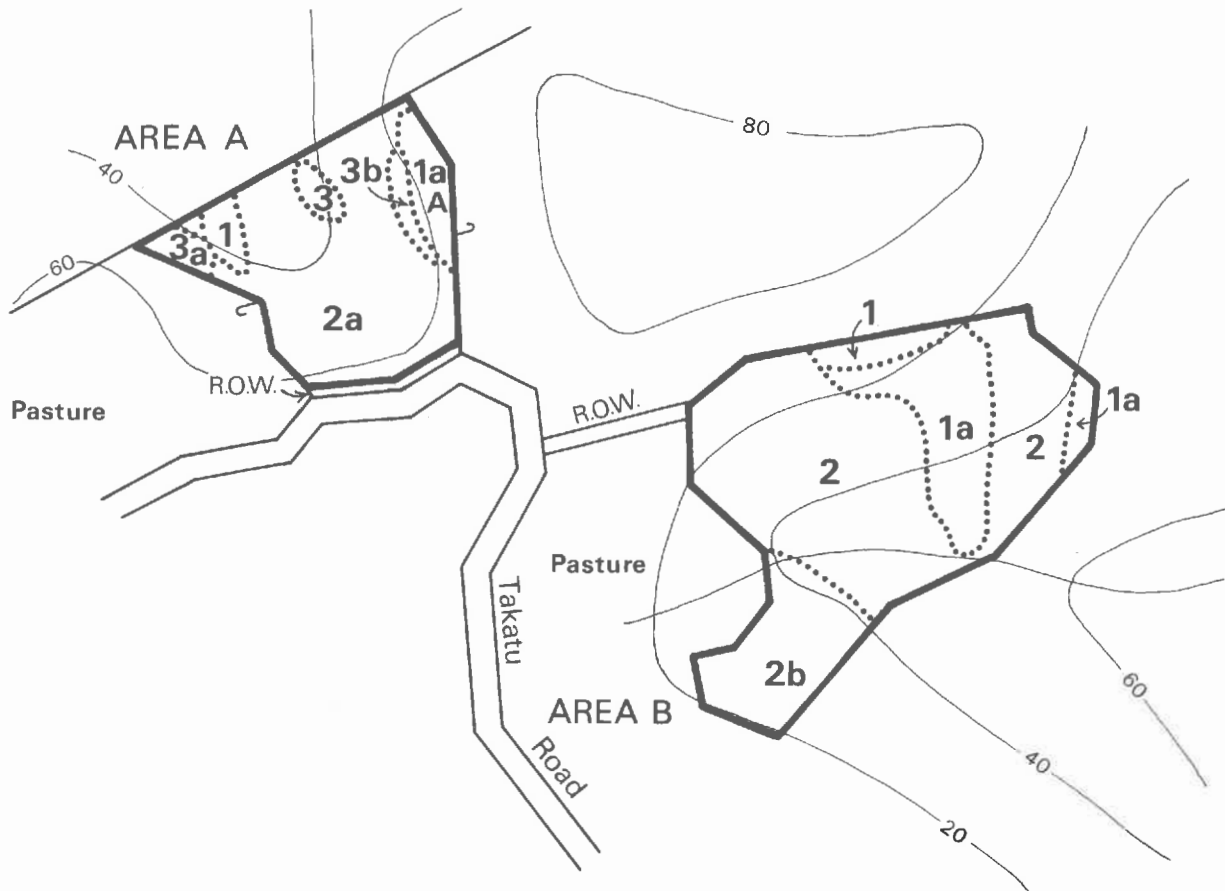 AREA A
40
3b
1a
A
3
1
3a
60
2a
R.O.W.
Pasture
80
1
R.O.W.
1a
1a
2
2
Pasture
Takatu
Road
2b
AREA B
60
40
20